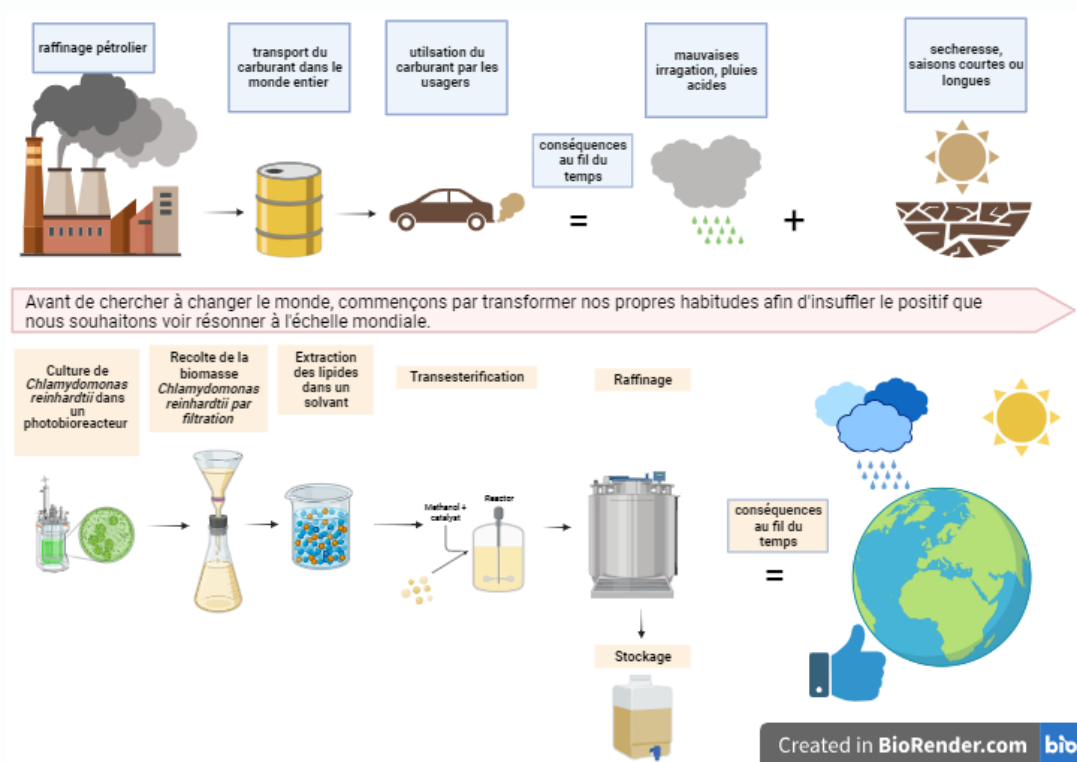 raffinage pétrolier
transport du
carburant dans le
monde entier
utilsation du
carburant par les
usagers
conséquences
au fil du
temps
=
mauvaises
irragation, pluies
acides
+
secheresse,
saisons courtes ou
longues
Avant de chercher à changer le monde, commençons par transformer nos propres habitudes afin d'insuffler le positif que
nous souhaitons voir résonner à l'échelle mondiale.
Culture de
Chlamydomonas
reinhardtii dans
un
photobioreacteur
Recolte de la
biomasse
Chlamydomonas
reinhardtii par
filtration
Extraction
des lipides
dans un
solvant
Transesterification
Methanol +
catalyst
Reactor
Raffinage
Stockage
conséquences
au fil du
temps
=
Created in BioRender.com bio